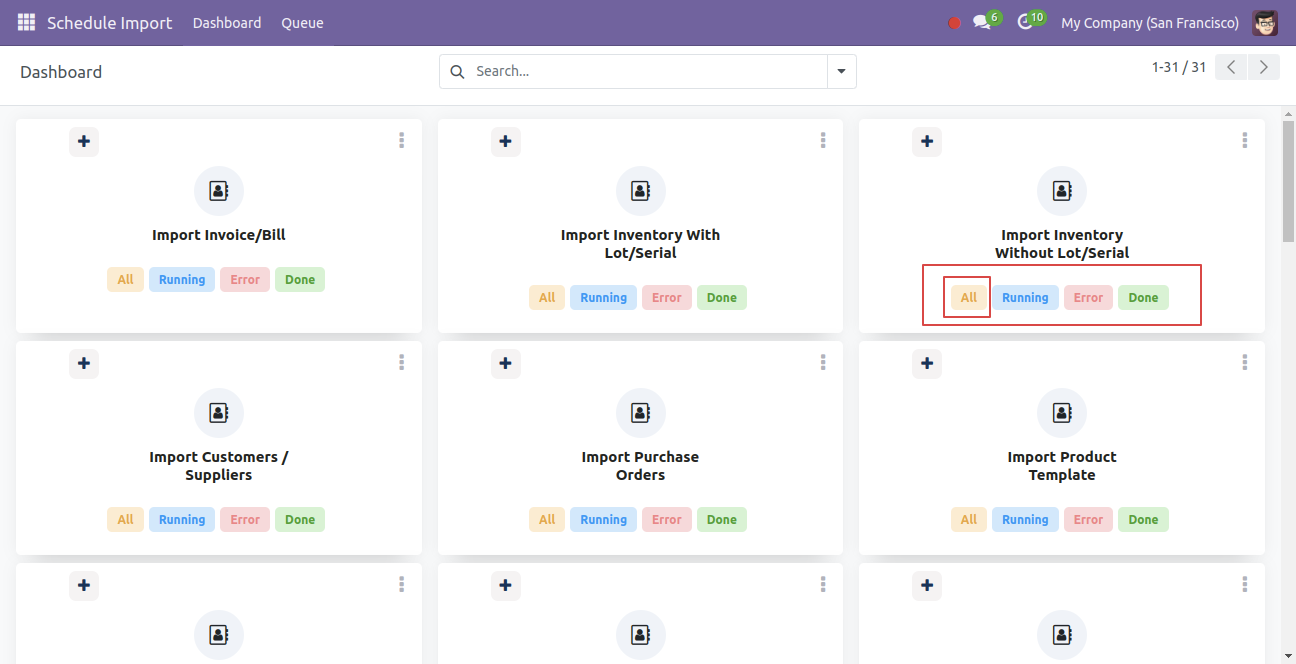 Schedule Import Dashboard Queue 6 10 My Company (San Francisco)
Dashboard Search... 1-31 / 31
Import Invoice/Bill
All Running Error Done
Import Inventory With
Lot/Serial
All Running Error Done
Import Inventory
Without Lot/Serial
All Running Error Done
Import Customers /
Suppliers
All Running Error Done
Import Purchase
Orders
All Running Error Done
Import Product
Template
All Running Error Done